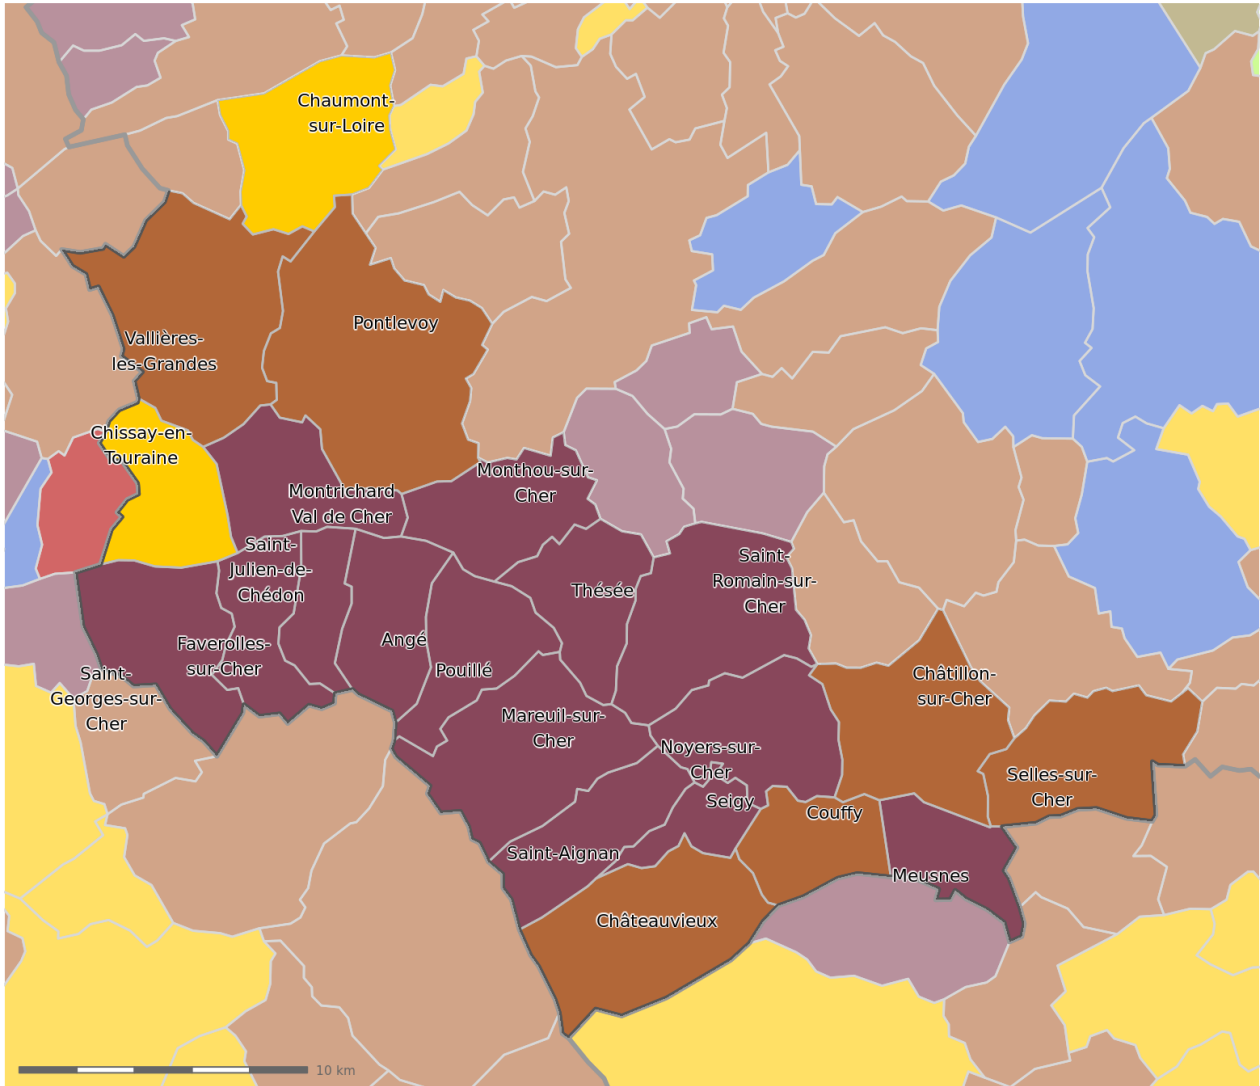 Chaumont-
sur-Loire
Pontlevoy
Vallières-
les-Grandes
Chissay-en-
Touraine
Monthou-sur-
Cher
Montrichard
Val de Cher
Saint-
Julien-de-
Chédon
Saint-
Romain-sur-
Cher
Thésée
Angé
Faverolles-
sur-Cher
Pouillé
Saint-
Georges-sur-
Cher
Châtillon-
sur-Cher
Mareuil-sur-
Cher
Noyers-sur-
Cher
Selles-sur-
Cher
Seigy
Couffy
Saint-Aignan
Meusnes
Châteauvieux
10 km